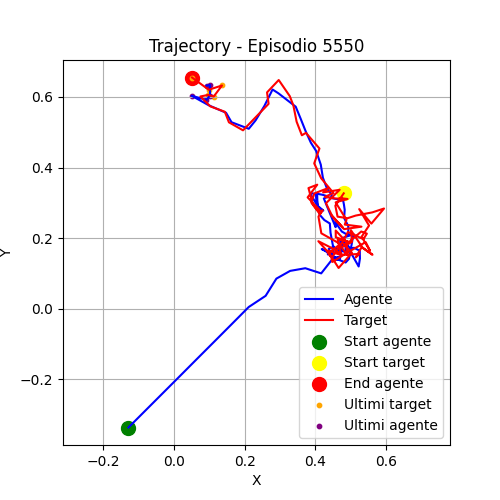 Trajectory - Episodio 5550
Y
0.6
0.4
0.2
0.0
−0.2
−0.2
0.0
0.2
0.4
0.6
X
Agente
Target
Start agente
Start target
End agente
Ultimi target
Ultimi agente